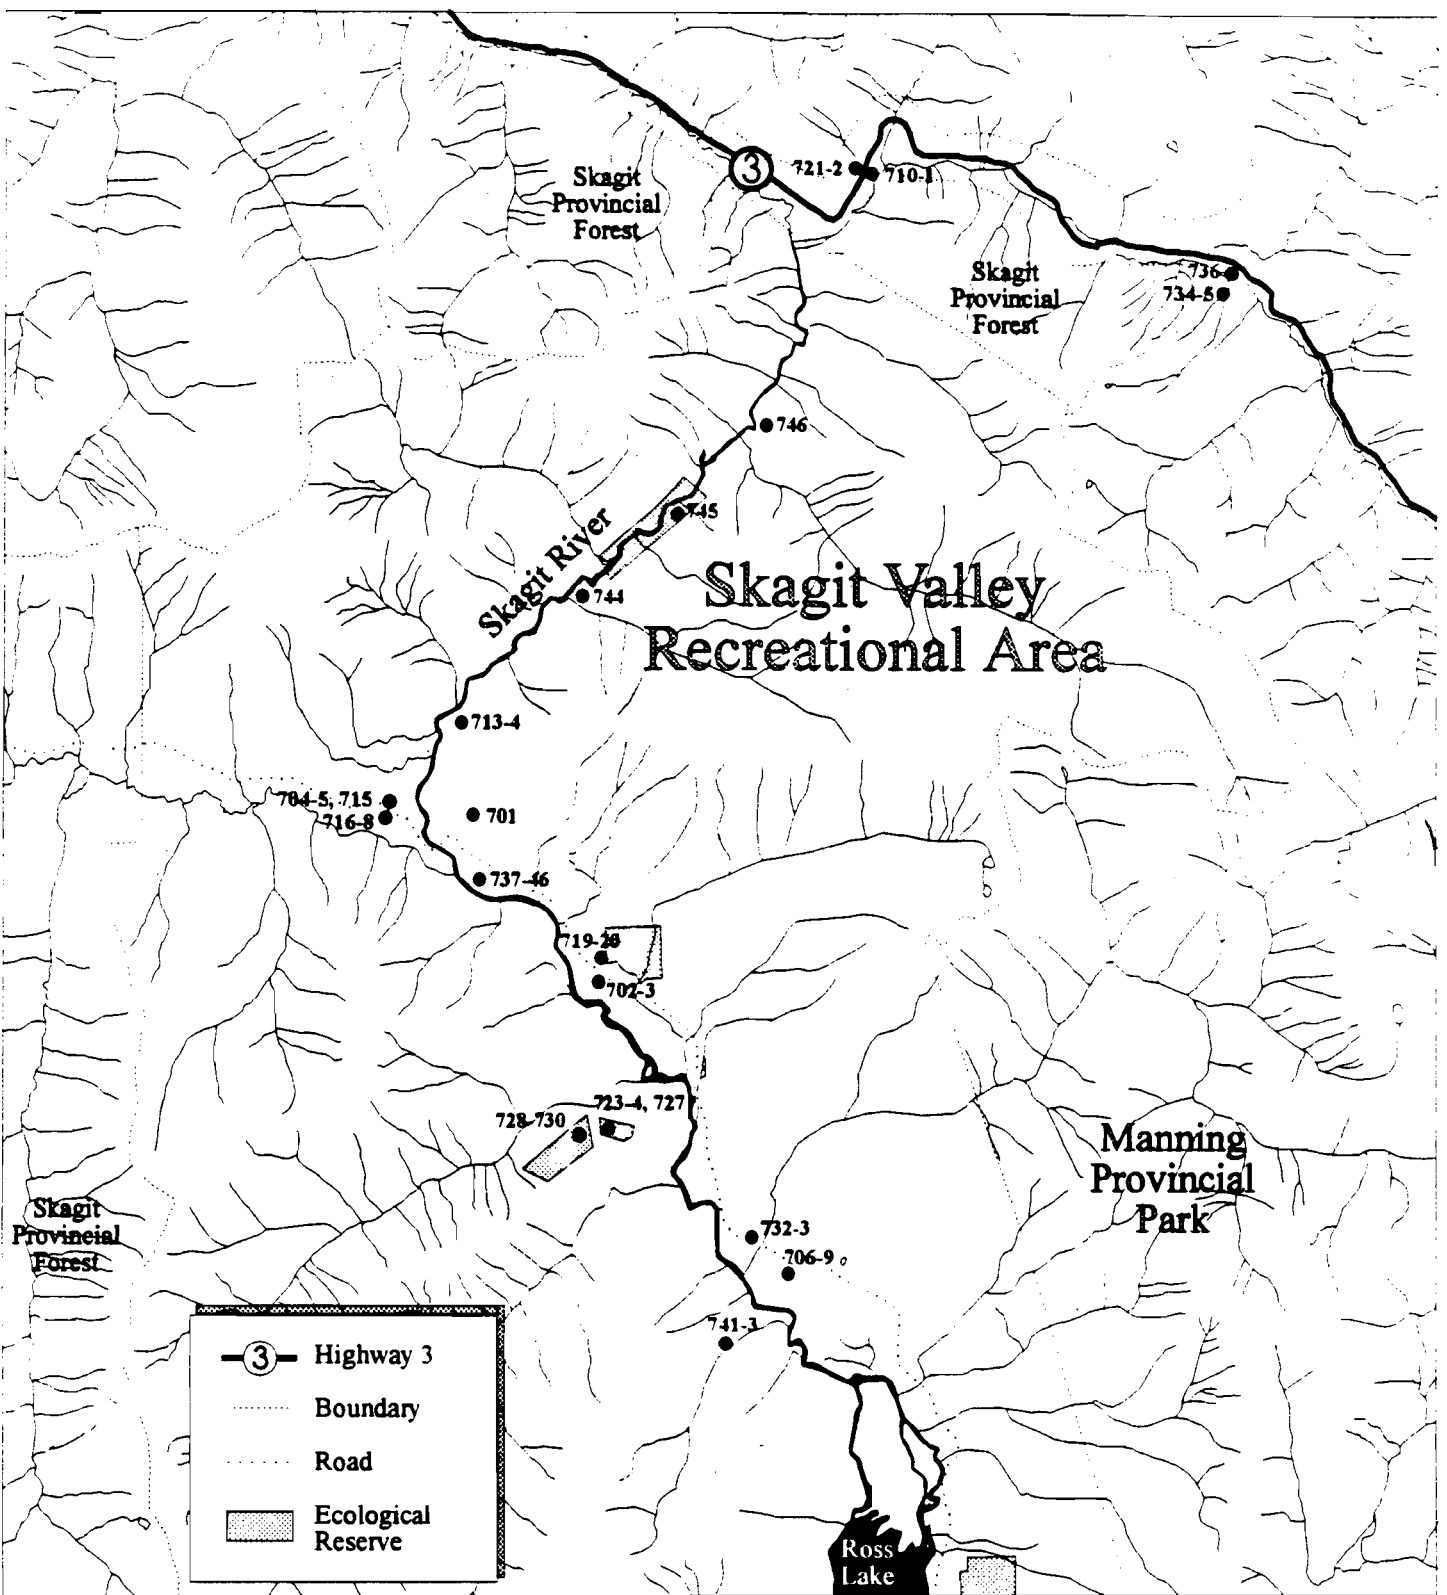 3
721-2
710-1
Skagit
Provincial
Forest
Skagit
Provincial
Forest
736
734-5
746
745
Skagit River
744
Skagit Valley
Recreational Area
713-4
704-5, 715
716-8
701
737-46
719-20
702-3
723-4, 727
728-730
Manning
Provincial
Park
Skagit
Provincial
Forest
732-3
706-9
741-3
3 Highway 3
Boundary
Road
Ecological
Reserve
Ross
Lake